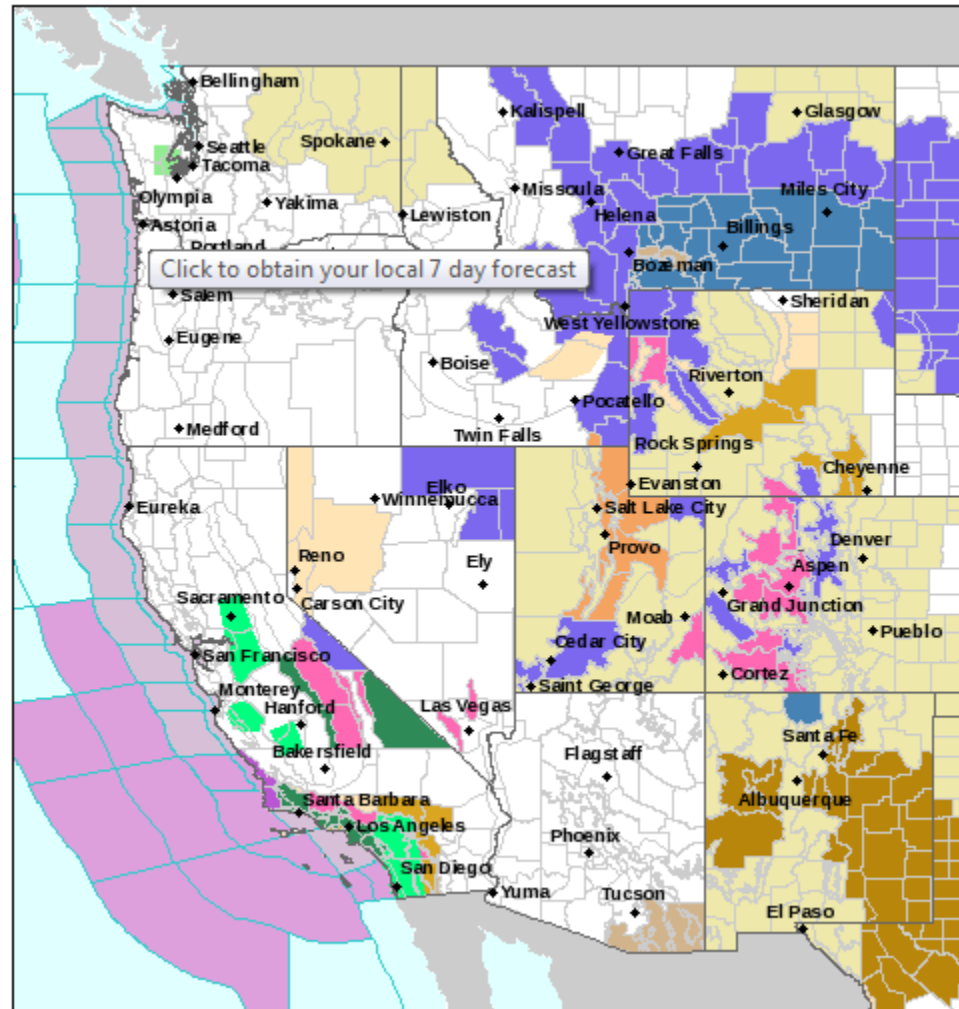 Bellingham
Kalispell
Glasgow
Seattle
Spokane
Great Falls
Tacoma
Missoula
Miles City
Olympia
Yakima
Lewiston
Helena
Astoria
Billings
Portland
Bozeman
Click to obtain your local 7 day forecast
Salem
Sheridan
West Yellowstone
Eugene
Boise
Riverton
Pocatello
Medford
Twin Falls
Rock Springs
Cheyenne
Elko
Evanston
Winnemucca
Eureka
Salt Lake City
Denver
Provo
Reno
Ely
Aspen
Sacramento
Carson City
Grand Junction
Moab
Pueblo
Cedar City
San Francisco
Cortez
Saint George
Monterey
Hanford
Las Vegas
Santa Fe
Bakersfield
Flagstaff
Santa Barbara
Albuquerque
Los Angeles
Phoenix
San Diego
Yuma
Tucson
El Paso